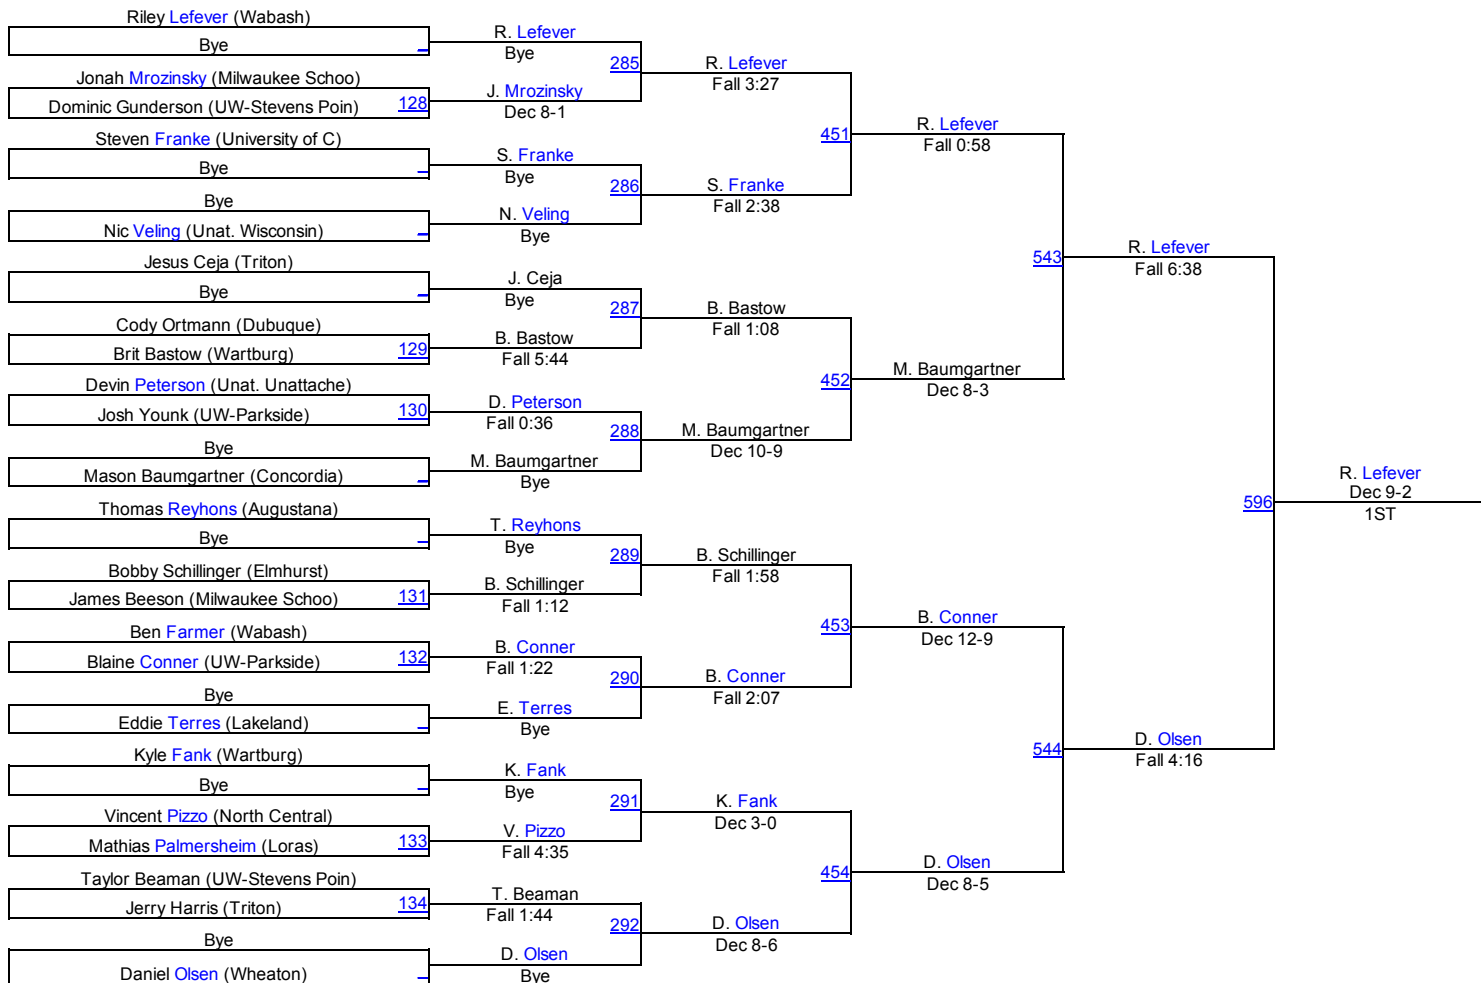 Riley Lefever (Wabash)
Bye
Jonah Mrozinsky (Milwaukee Schoo)
Dominic Gunderson (UW-Stevens Poin) 128
Steven Franke (University of C)
Bye
Bye
Nic Veling (Unat. Wisconsin)
Jesus Ceja (Triton)
Bye
Cody Ortmann (Dubuque)
Brit Bastow (Wartburg) 129
Devin Peterson (Unat. Unattache)
Josh Younk (UW-Parkside) 130
Bye
Mason Baumgartner (Concordia)
Thomas Reyhons (Augustana)
Bye
Bobby Schillinger (Elmhurst)
James Beeson (Milwaukee Schoo) 131
Ben Farmer (Wabash)
Blaine Conner (UW-Parkside) 132
Bye
Eddie Terres (Lakeland)
Kyle Fank (Wartburg)
Bye
Vincent Pizzo (North Central)
Mathias Palmersheim (Loras) 133
Taylor Beaman (UW-Stevens Poin)
Jerry Harris (Triton) 134
Bye
Daniel Olsen (Wheaton)
R. Lefever
Bye
285
J. Mrozinsky
Dec 8-1
S. Franke
Bye
286
N. Veling
Bye
J. Ceja
Bye
287
B. Bastow
Fall 5:44
D. Peterson
Fall 0:36
288
M. Baumgartner
Bye
T. Reyhons
Bye
289
B. Schillinger
Fall 1:12
B. Conner
Fall 1:22
290
E. Terres
Bye
K. Fank
Bye
291
V. Pizzo
Fall 4:35
T. Beaman
Fall 1:44
292
D. Olsen
Bye
R. Lefever
Fall 3:27
451
S. Franke
Fall 2:38
B. Bastow
Fall 1:08
452
M. Baumgartner
Dec 10-9
B. Schillinger
Fall 1:58
453
B. Conner
Fall 2:07
K. Fank
Dec 3-0
454
D. Olsen
Dec 8-6
R. Lefever
Fall 0:58
543
M. Baumgartner
Dec 8-3
B. Conner
Dec 12-9
544
D. Olsen
Dec 8-5
R. Lefever
Fall 6:38
596
D. Olsen
Fall 4:16
R. Lefever
Dec 9-2
1ST